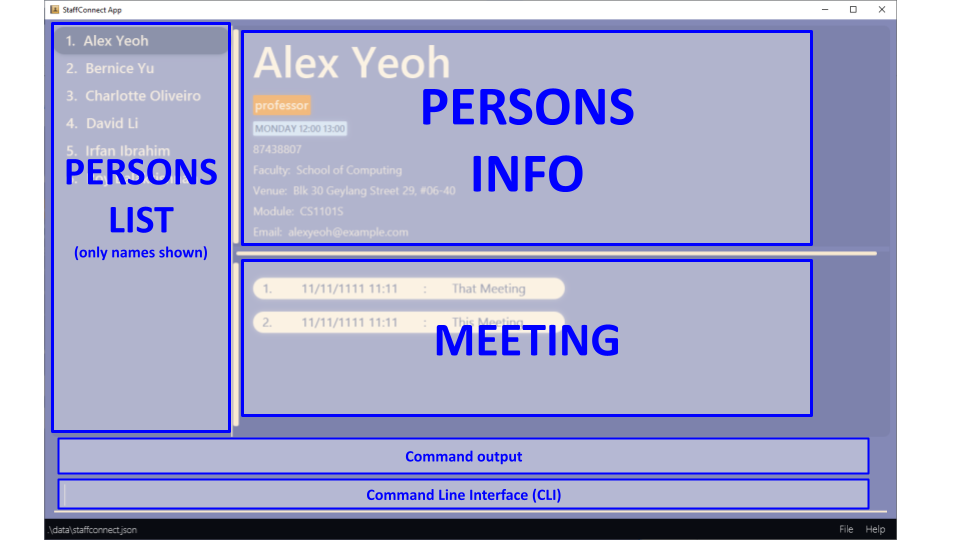 StaffConnect App
1. Alex Yeoh
2. Bernice Yu
3. Charlotte Oliveiro
4. David Li
5. Irfan Ibrahim
PERSONS
LIST
(only names shown)
Alex Yeoh
professor
MONDAY 12:00 13:00
87438807
Faculty: School of Computing
Venue: Blk 30 Geylang Street 29, #06-40
Module: CS1101S
Email: alexyeoh@example.com
PERSONS
INFO
1. 11/11/1111 11:11 : That Meeting
2. 11/11/1111 11:11 : This Meeting
MEETING
Command output
Command Line Interface (CLI)
.\data\staffconnect.json
File Help